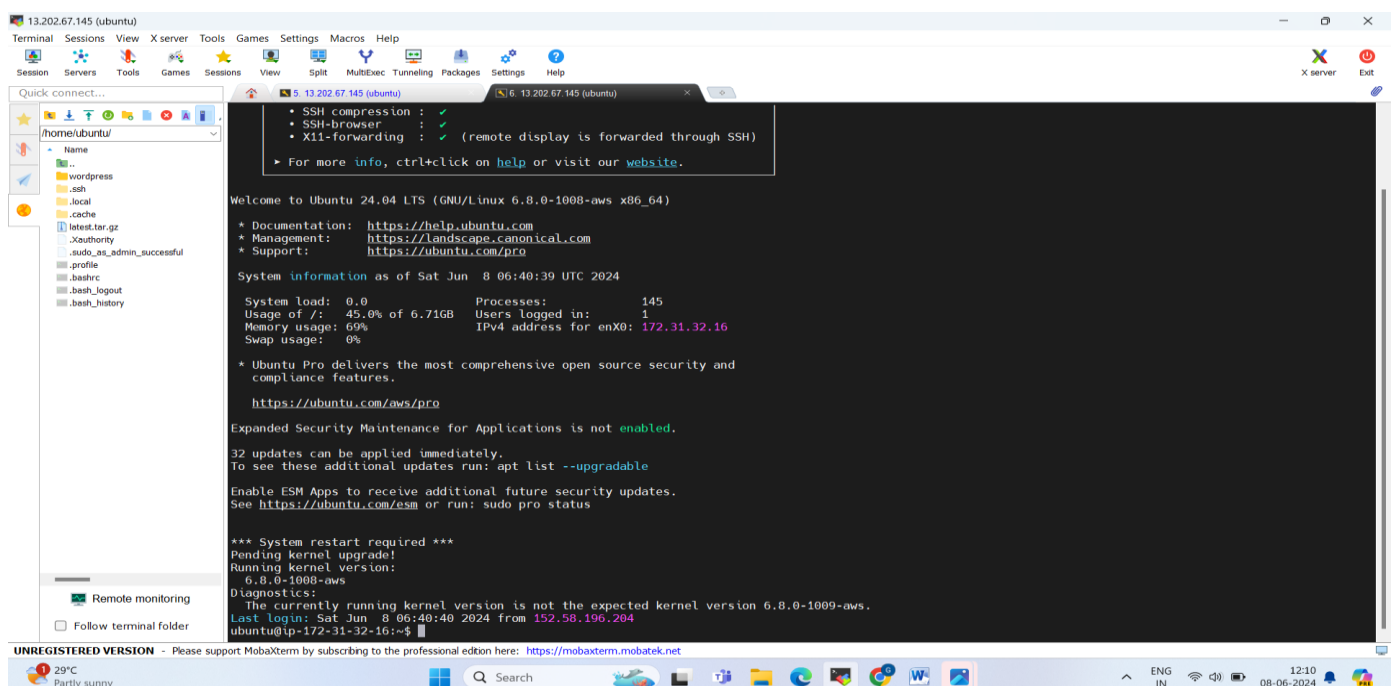 13.202.67.145 (ubuntu)
Terminal Sessions View X server Tools Games Settings Macros Help
Session Servers Tools Games Sessions View Split MultiExec Tunneling Packages Settings Help X server Exit
Quick connect...
5. 13.202.67.145 (ubuntu)
6. 13.202.67.145 (ubuntu)
/home/ubuntu/
Name
..
wordpress
.ssh
.local
.cache
latest.tar.gz
.Xauthority
.sudo_as_admin_successful
.profile
.bashrc
.bash_logout
.bash_history
Remote monitoring
Follow terminal folder
• SSH compression : ✔
• SSH-browser : ✔
• X11-forwarding : ✔ (remote display is forwarded through SSH)
► For more info, ctrl+click on help or visit our website.
Welcome to Ubuntu 24.04 LTS (GNU/Linux 6.8.0-1008-aws x86_64)
* Documentation: https://help.ubuntu.com
* Management: https://landscape.canonical.com
* Support: https://ubuntu.com/pro
System information as of Sat Jun 8 06:40:39 UTC 2024
System load: 0.0 Processes: 145
Usage of /: 45.0% of 6.71GB Users logged in: 1
Memory usage: 69% IPv4 address for enX0: 172.31.32.16
Swap usage: 0%
* Ubuntu Pro delivers the most comprehensive open source security and
compliance features.
https://ubuntu.com/aws/pro
Expanded Security Maintenance for Applications is not enabled.
32 updates can be applied immediately.
To see these additional updates run: apt list --upgradable
Enable ESM Apps to receive additional future security updates.
See https://ubuntu.com/esm or run: sudo pro status
*** System restart required ***
Pending kernel upgrade!
Running kernel version:
6.8.0-1008-aws
Diagnostics:
The currently running kernel version is not the expected kernel version 6.8.0-1009-aws.
Last login: Sat Jun 8 06:40:40 2024 from 152.58.196.204
ubuntu@ip-172-31-32-16:~$
UNREGISTERED VERSION - Please support MobaXterm by subscribing to the professional edition here: https://mobaxterm.mobatek.net
1
29°C
Partly sunny
Search
ENG
IN
12:10
08-06-2024